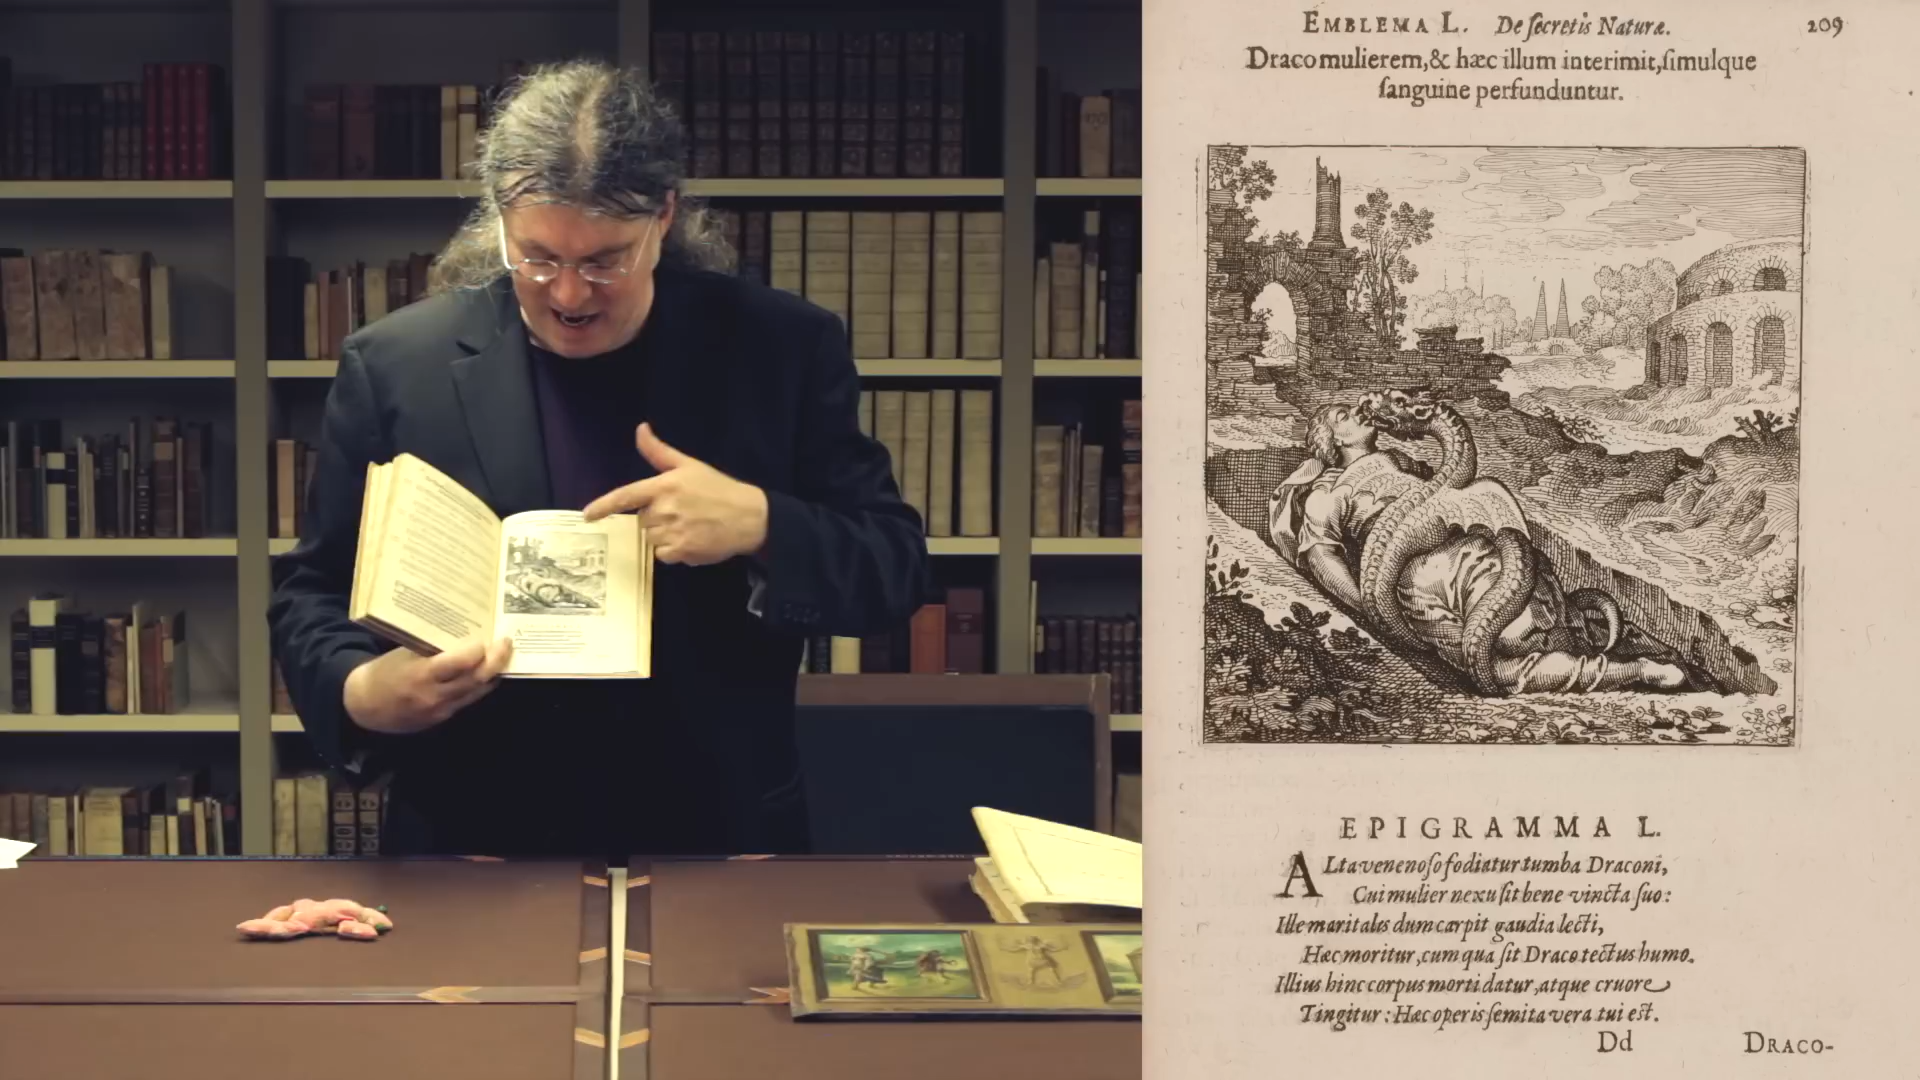 EMBLEMA L. De secretis Naturæ. 209
Draco mulierem, & hæc illum interimit, simulque
sanguine perfunduntur.
EPIGRAMMA L.
ALta venenoso fodiatur tumba Draconi,
Cui mulier nexu sit bene vincta suo:
Ille maritalis dum carpit gaudia lecti,
Hæc moritur, cum qua sit Draco tectus humo.
Illius hinc corpus morti datur, atque cruore
Tingitur: Hæc operis semita vera tui est.
Dd DRACO-